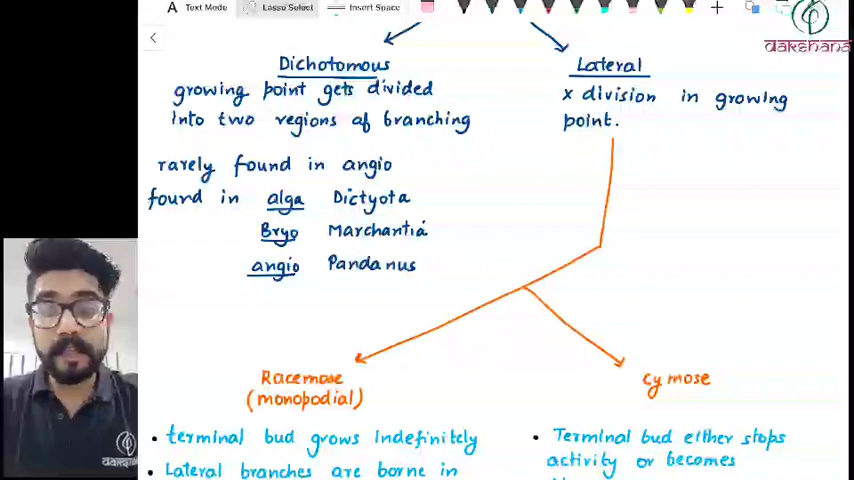 Text Mode
Lasso Select
Insert Space
dakshana
Dichotomous
growing point gets divided
into two regions of branching
rarely found in angio
found in alga Dictyota
Bryo Marchantia
angio Pandanus
Lateral
x division in growing
point.
Racemose
(monopodial)
cymose
• terminal bud grows indefinitely
• Lateral branches are borne in
• Terminal bud either stops
activity or becomes
dakshana